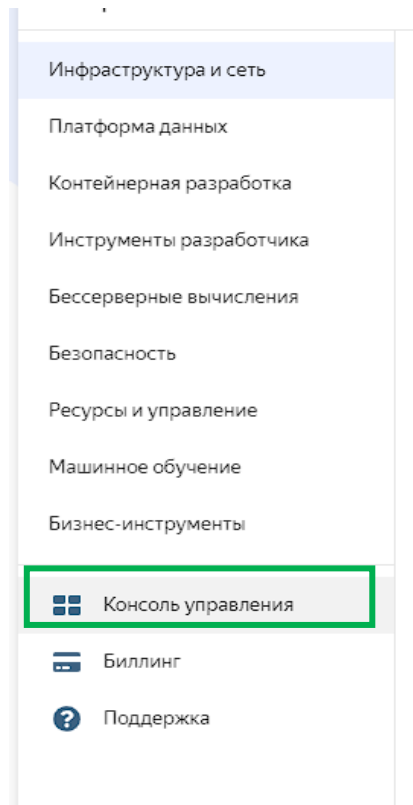 Инфраструктура и сеть
Платформа данных
Контейнерная разработка
Инструменты разработчика
Бессерверные вычисления
Безопасность
Ресурсы и управление
Машинное обучение
Бизнес-инструменты
Консоль управления
Биллинг
Поддержка